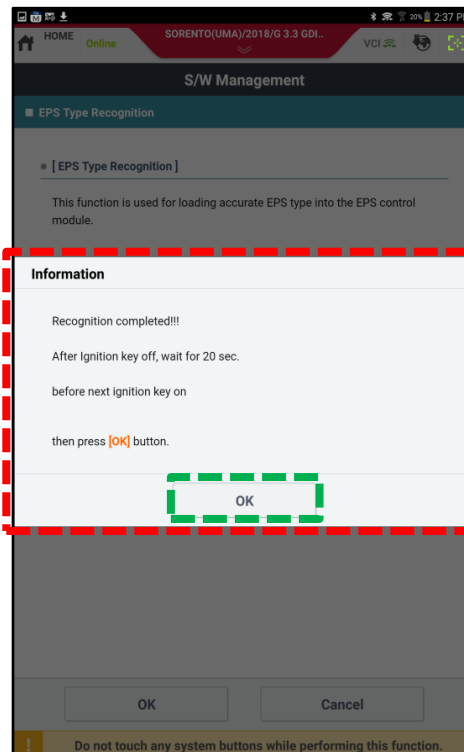 20% 2:37 PM
HOME
Online
SORENTO(UMA)/2018/G 3.3 GDI..
VCI
S/W Management
EPS Type Recognition
[ EPS Type Recognition ]
This function is used for loading accurate EPS type into the EPS control
module.
Information
Recognition completed!!!
After Ignition key off, wait for 20 sec.
before next ignition key on
then press [OK] button.
OK
OK
Cancel
Do not touch any system buttons while performing this function.